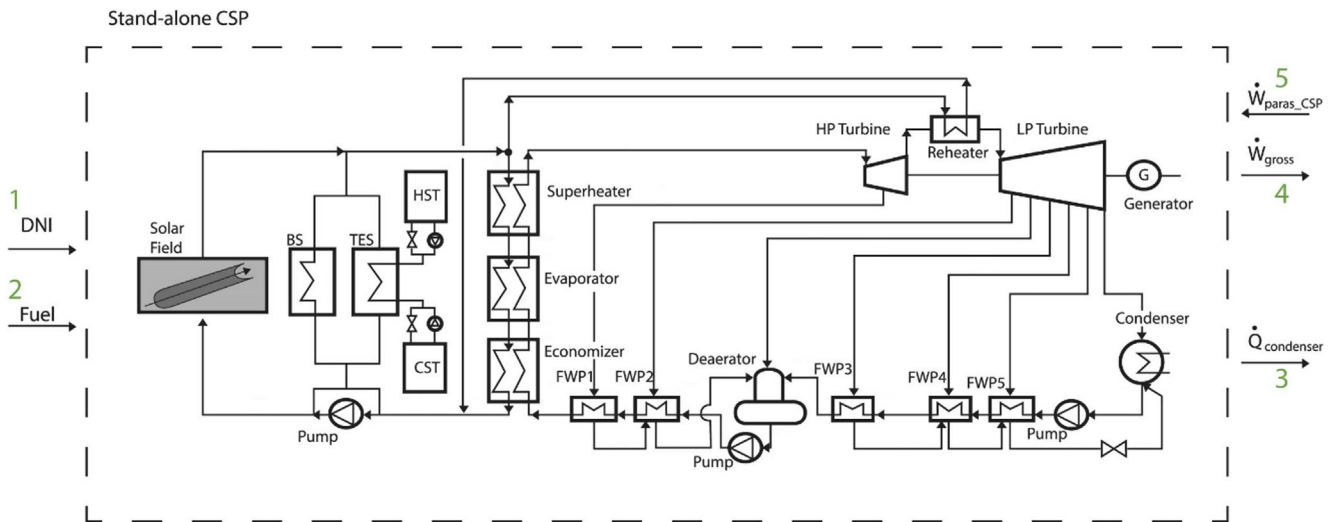 Stand-alone CSP
1
DNI
2
Fuel
Solar
Field
BS
TES
HST
CST
Pump
Superheater
Evaporator
Economizer
FWP1
FWP2
Pump
Deaerator
FWP3
FWP4
FWP5
Pump
HP Turbine
Reheater
LP Turbine
G
Generator
Condenser
5
Ẇparas_CSP
Ẇgross
4
Q̇condenser
3